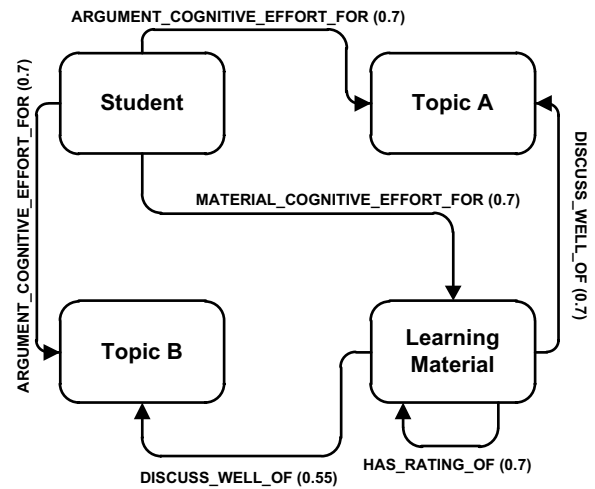 ARGUMENT_COGNITIVE_EFFORT_FOR (0.7)
Student
Topic A
ARGUMENT_COGNITIVE_EFFORT_FOR (0.7)
DISCUSS_WELL_OF (0.7)
MATERIAL_COGNITIVE_EFFORT_FOR (0.7)
Topic B
Learning
Material
DISCUSS_WELL_OF (0.55)
HAS_RATING_OF (0.7)